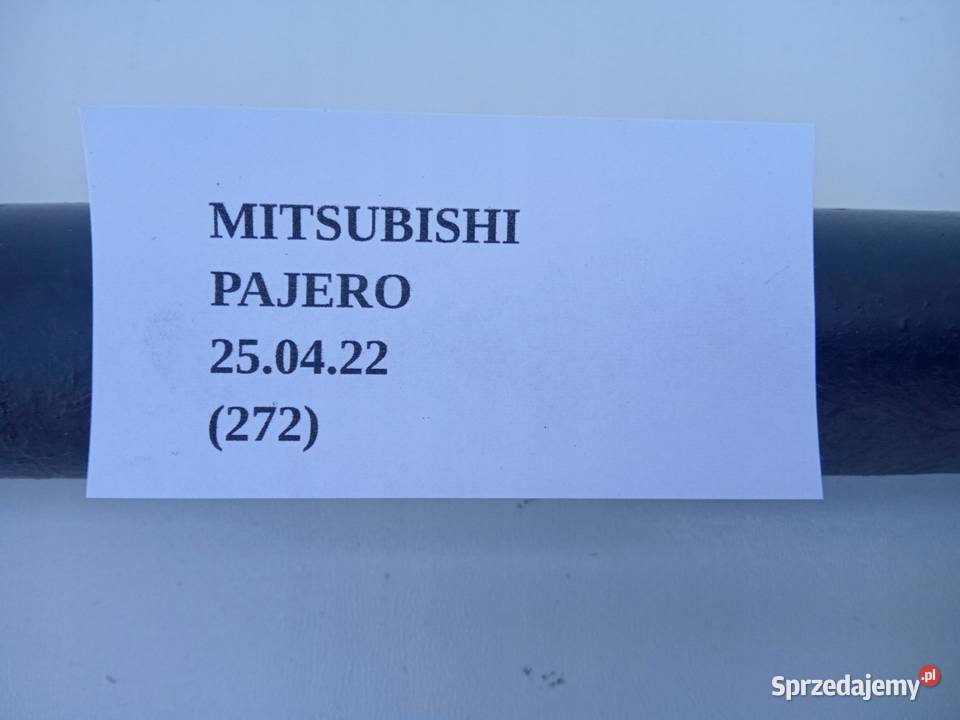 MITSUBISHI
PAJERO
25.04.22
(272)
Sprzedajemy.pl